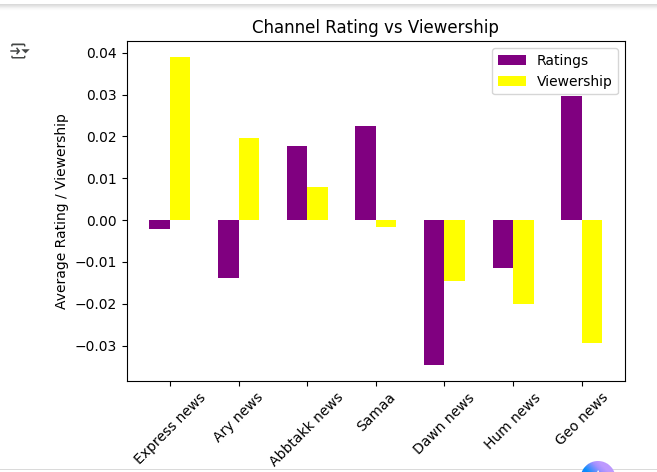 Channel Rating vs Viewership
Ratings
Viewership
Average Rating / Viewership
0.04
0.03
0.02
0.01
0.00
−0.01
−0.02
−0.03
Express news
Ary news
Abbtakk news
Samaa
Dawn news
Hum news
Geo news